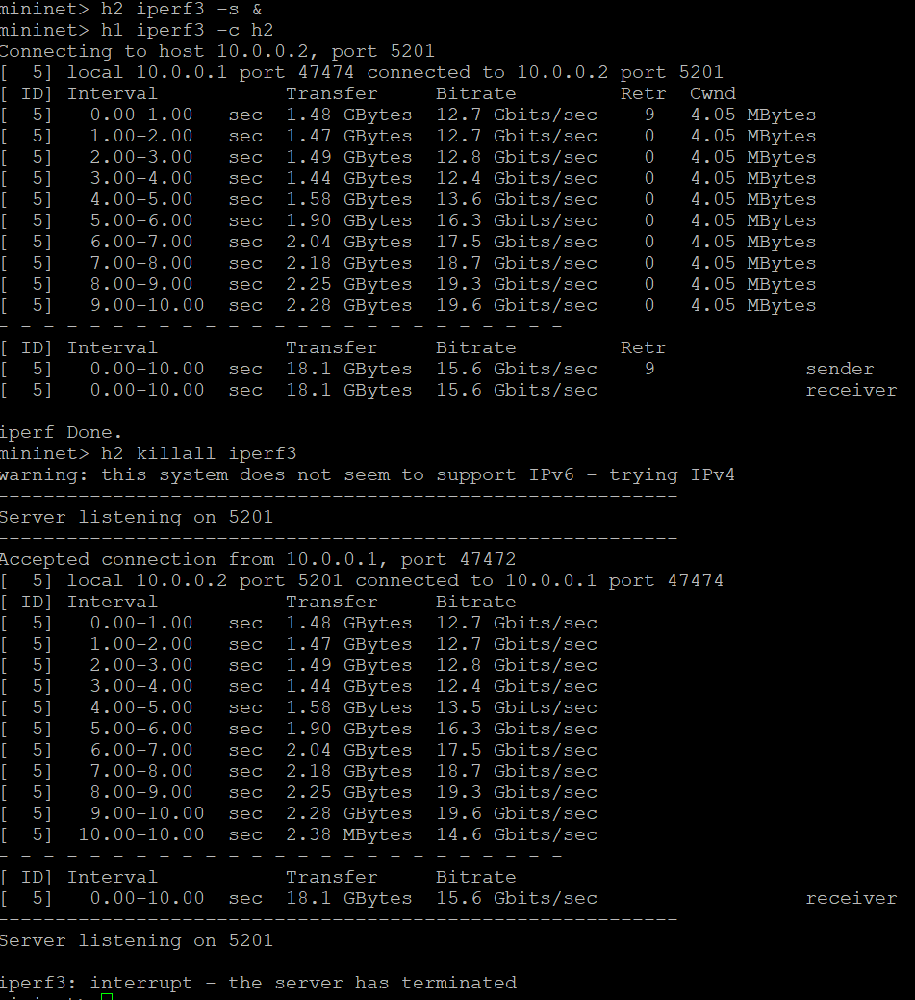 mininet> h2 iperf3 -s &
mininet> h1 iperf3 -c h2
Connecting to host 10.0.0.2, port 5201
[  5] local 10.0.0.1 port 47474 connected to 10.0.0.2 port 5201
[ ID] Interval           Transfer     Bitrate         Retr  Cwnd
[  5]   0.00-1.00   sec  1.48 GBytes  12.7 Gbits/sec    9   4.05 MBytes
[  5]   1.00-2.00   sec  1.47 GBytes  12.7 Gbits/sec    0   4.05 MBytes
[  5]   2.00-3.00   sec  1.49 GBytes  12.8 Gbits/sec    0   4.05 MBytes
[  5]   3.00-4.00   sec  1.44 GBytes  12.4 Gbits/sec    0   4.05 MBytes
[  5]   4.00-5.00   sec  1.58 GBytes  13.6 Gbits/sec    0   4.05 MBytes
[  5]   5.00-6.00   sec  1.90 GBytes  16.3 Gbits/sec    0   4.05 MBytes
[  5]   6.00-7.00   sec  2.04 GBytes  17.5 Gbits/sec    0   4.05 MBytes
[  5]   7.00-8.00   sec  2.18 GBytes  18.7 Gbits/sec    0   4.05 MBytes
[  5]   8.00-9.00   sec  2.25 GBytes  19.3 Gbits/sec    0   4.05 MBytes
[  5]   9.00-10.00  sec  2.28 GBytes  19.6 Gbits/sec    0   4.05 MBytes
- - - - - - - - - - - - - - - - - - - - - - - - -
[ ID] Interval           Transfer     Bitrate         Retr
[  5]   0.00-10.00  sec  18.1 GBytes  15.6 Gbits/sec    9             sender
[  5]   0.00-10.00  sec  18.1 GBytes  15.6 Gbits/sec                  receiver
iperf Done.
mininet> h2 killall iperf3
warning: this system does not seem to support IPv6 - trying IPv4
-----------------------------------------------------------
Server listening on 5201
-----------------------------------------------------------
Accepted connection from 10.0.0.1, port 47472
[  5] local 10.0.0.2 port 5201 connected to 10.0.0.1 port 47474
[ ID] Interval           Transfer     Bitrate
[  5]   0.00-1.00   sec  1.48 GBytes  12.7 Gbits/sec
[  5]   1.00-2.00   sec  1.47 GBytes  12.7 Gbits/sec
[  5]   2.00-3.00   sec  1.49 GBytes  12.8 Gbits/sec
[  5]   3.00-4.00   sec  1.44 GBytes  12.4 Gbits/sec
[  5]   4.00-5.00   sec  1.58 GBytes  13.5 Gbits/sec
[  5]   5.00-6.00   sec  1.90 GBytes  16.3 Gbits/sec
[  5]   6.00-7.00   sec  2.04 GBytes  17.5 Gbits/sec
[  5]   7.00-8.00   sec  2.18 GBytes  18.7 Gbits/sec
[  5]   8.00-9.00   sec  2.25 GBytes  19.3 Gbits/sec
[  5]   9.00-10.00  sec  2.28 GBytes  19.6 Gbits/sec
[  5]  10.00-10.00  sec  2.38 MBytes  14.6 Gbits/sec
- - - - - - - - - - - - - - - - - - - - - - - - -
[ ID] Interval           Transfer     Bitrate
[  5]   0.00-10.00  sec  18.1 GBytes  15.6 Gbits/sec                  receiver
-----------------------------------------------------------
Server listening on 5201
-----------------------------------------------------------
iperf3: interrupt - the server has terminated